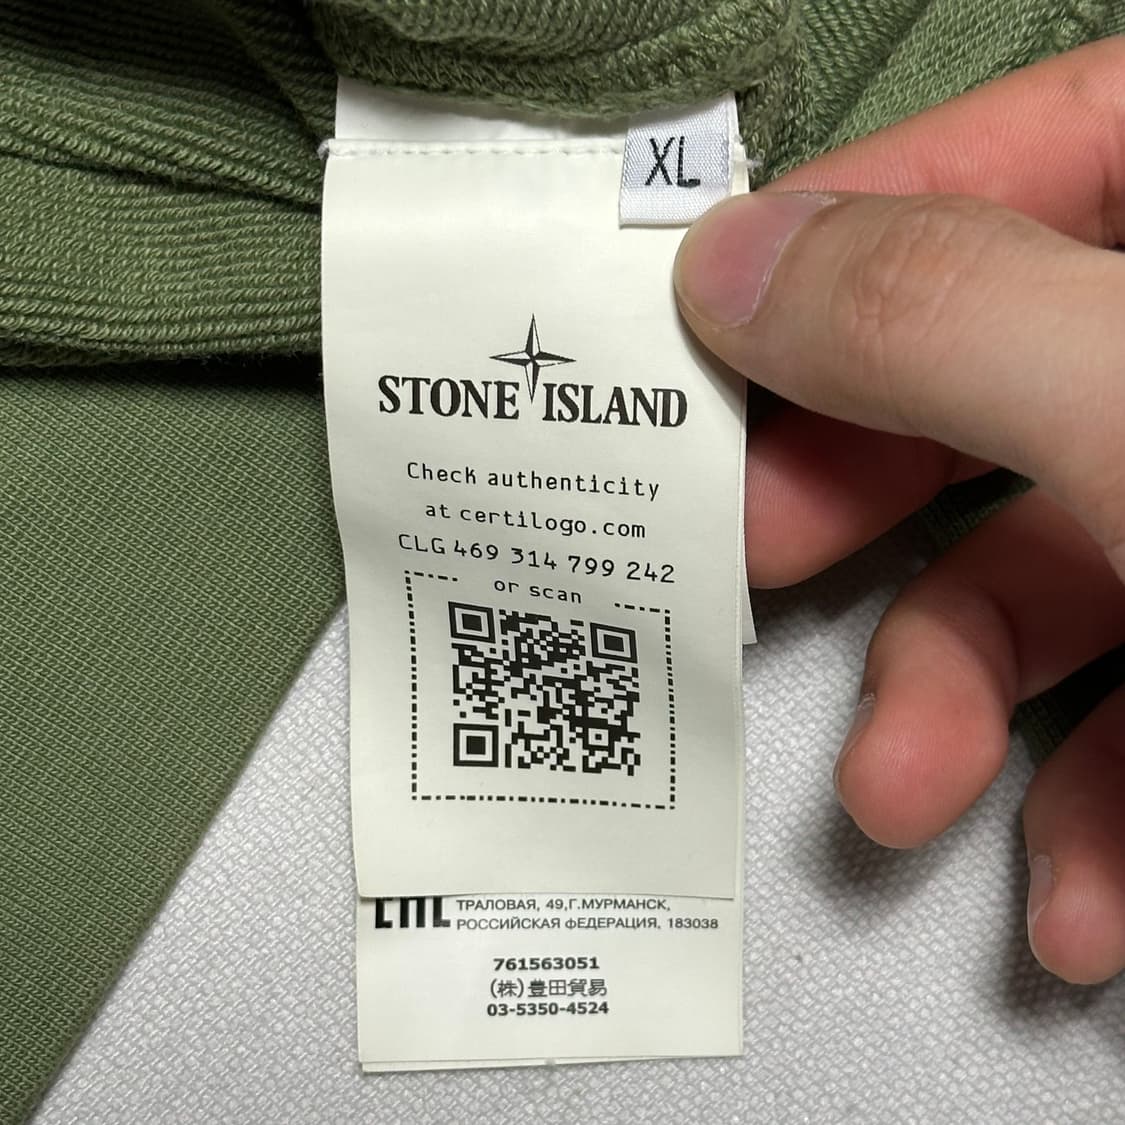 XL
STONE ISLAND
Check authenticity
at certilogo.com
CLG 469 314 799 242
or scan
ТРАЛОВАЯ, 49,Г.МУРМАНСК,
РОССИЙСКАЯ ФЕДЕРАЦИЯ, 183038
761563051
(株)豊田貿易
03-5350-4524